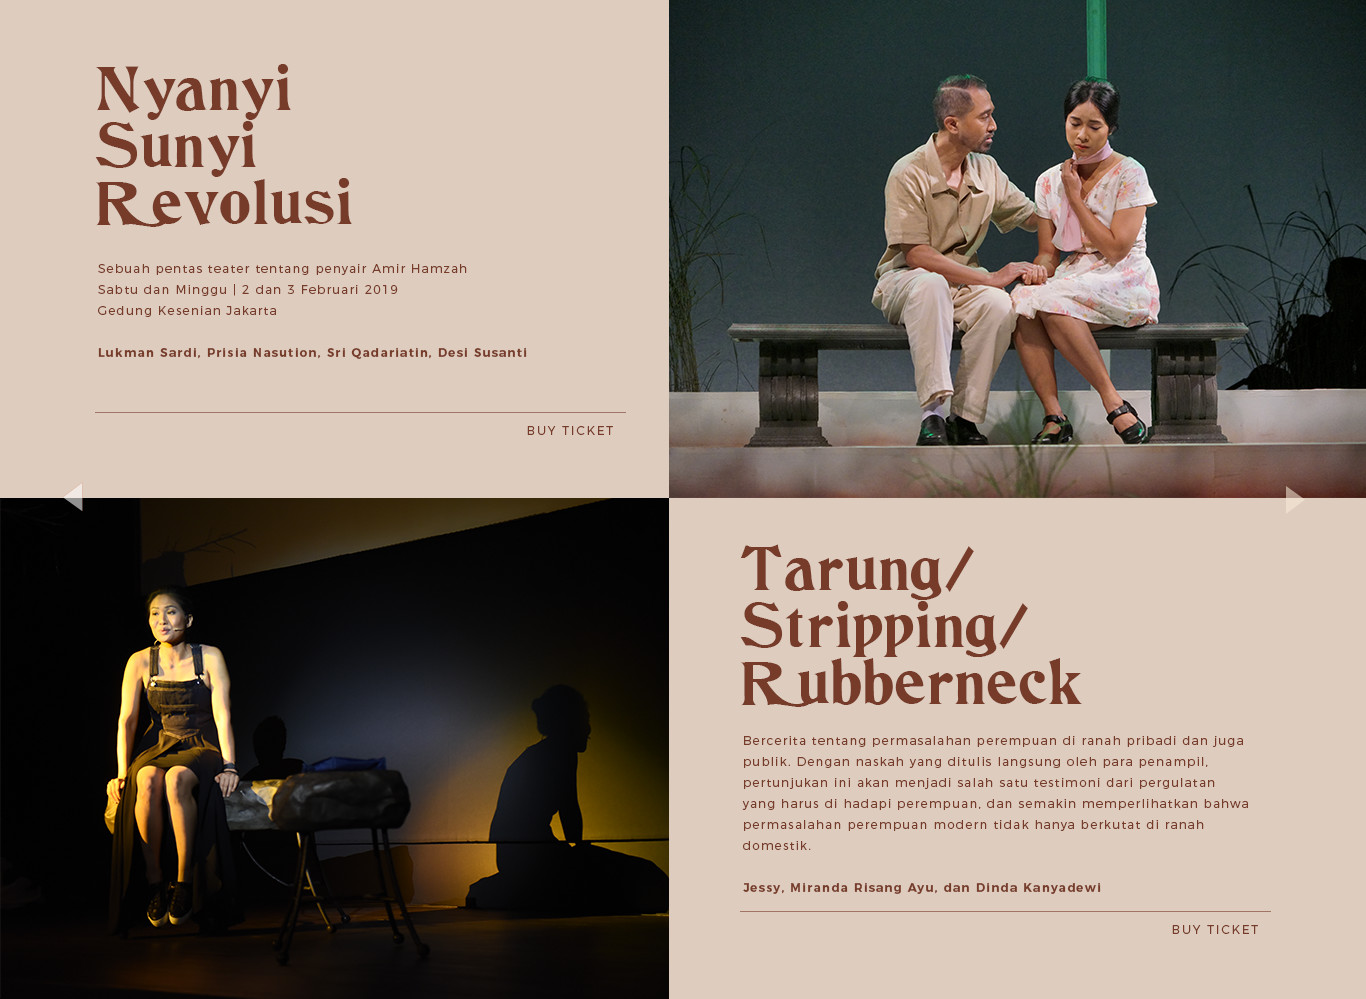 Nyanyi
Sunyi
Revolusi
Sebuah pentas teater tentang penyair Amir Hamzah
Sabtu dan Minggu | 2 dan 3 Februari 2019
Gedung Kesenian Jakarta
Lukman Sardi, Prisia Nasution, Sri Qadariatin, Desi Susanti
BUY TICKET
Tarung/
Stripping/
Rubberneck
Bercerita tentang permasalahan perempuan di ranah pribadi dan juga
publik. Dengan naskah yang ditulis langsung oleh para penampil,
pertunjukan ini akan menjadi salah satu testimoni dari pergulatan
yang harus di hadapi perempuan, dan semakin memperlihatkan bahwa
permasalahan perempuan modern tidak hanya berkutat di ranah
domestik.
Jessy, Miranda Risang Ayu, dan Dinda Kanyadewi
BUY TICKET